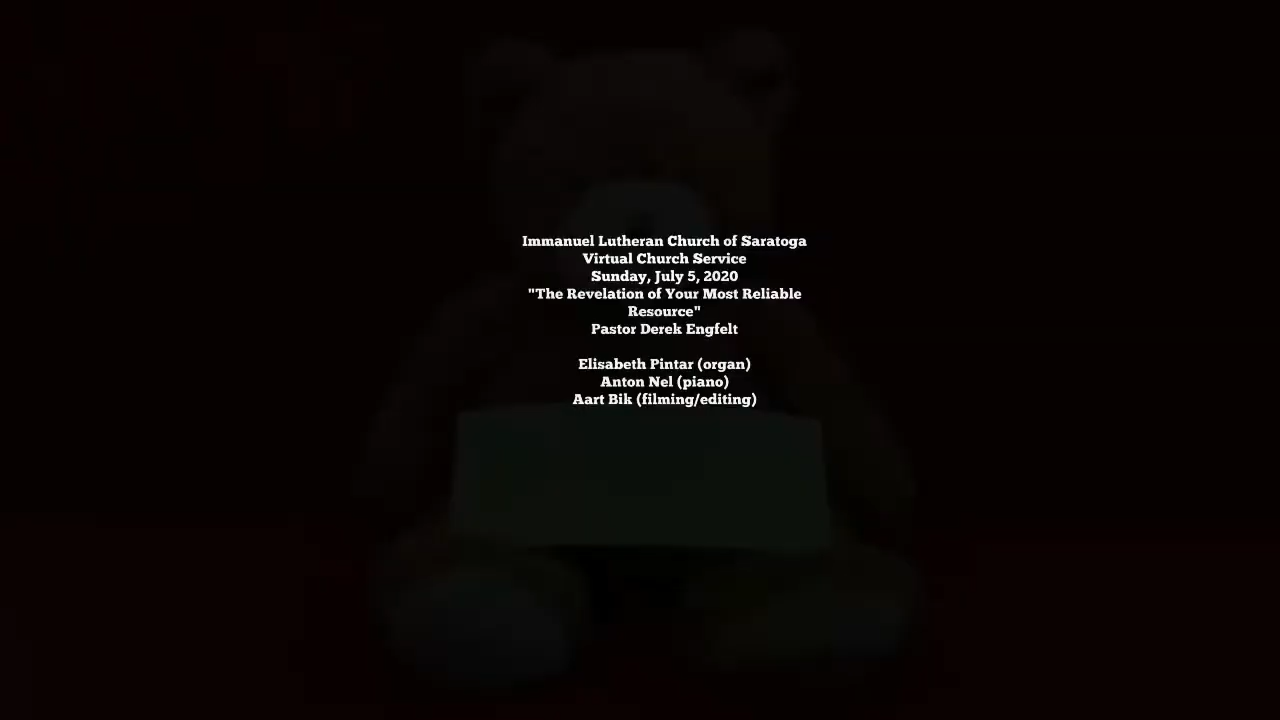 Immanuel Lutheran Church of Saratoga
Virtual Church Service
Sunday, July 5, 2020
"The Revelation of Your Most Reliable
Resource"
Pastor Derek Engfelt
Elisabeth Pintar (organ)
Anton Nel (piano)
Aart Bik (filming/editing)